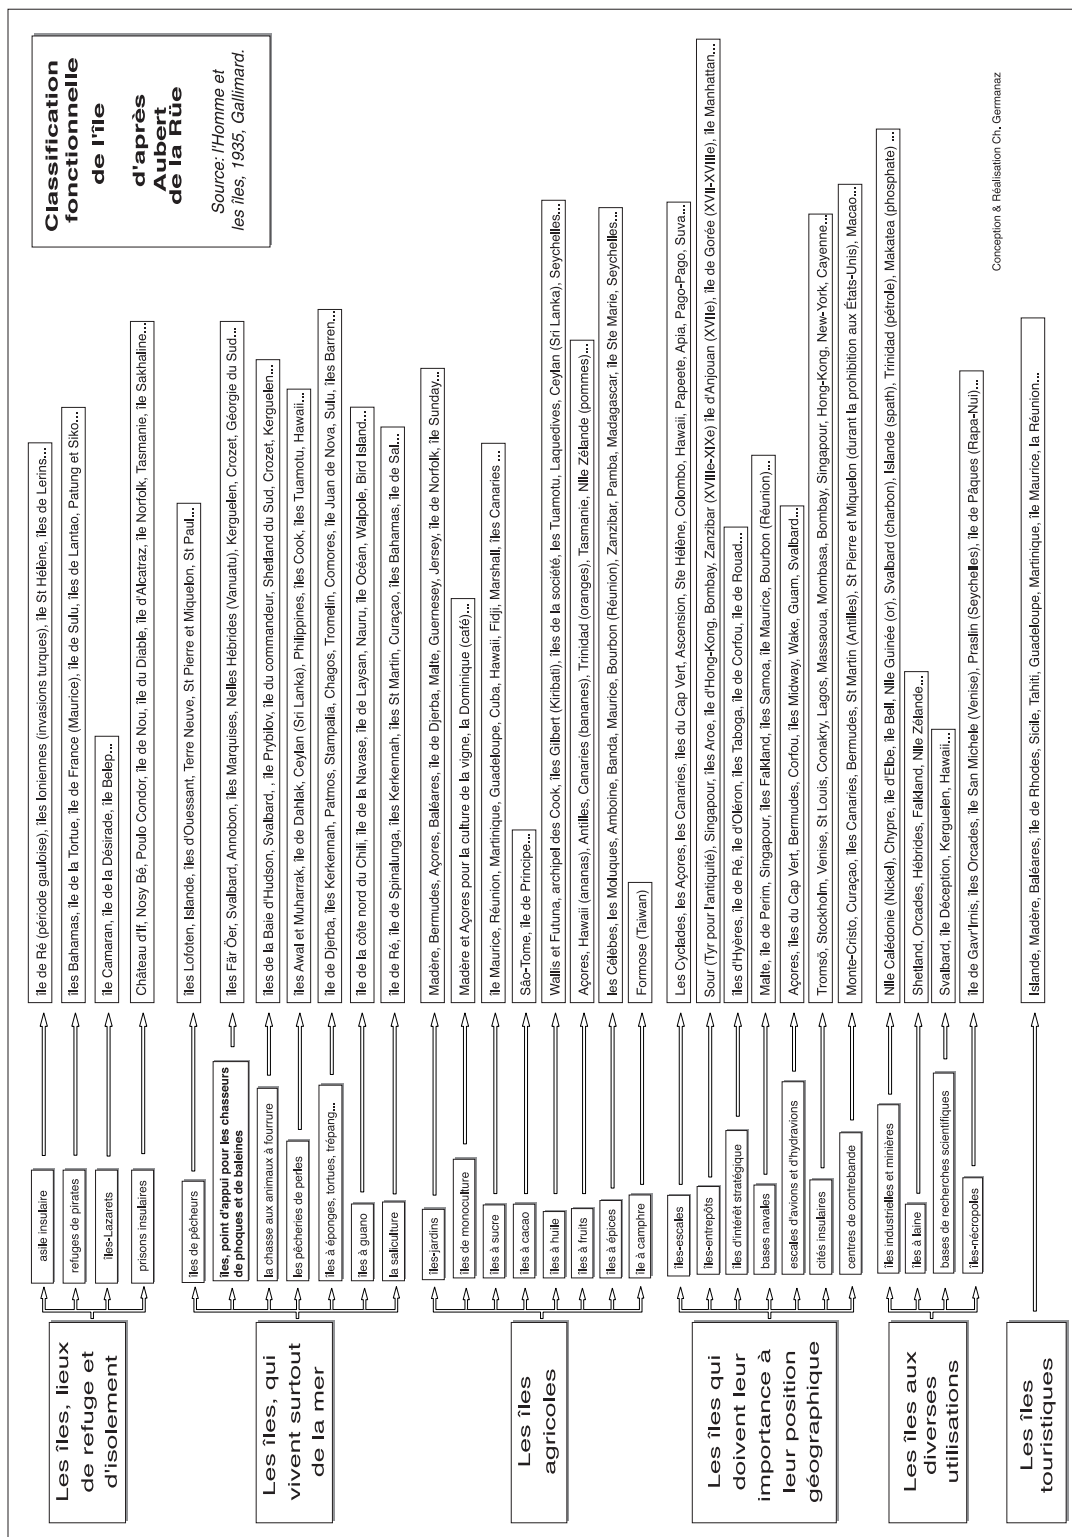 Classification
fonctionnelle
de l'île
d'après
Aubert
de la Rüe
Source: l'Homme et
les îles, 1935, Gallimard.
Les îles, lieux
de refuge et
d'isolement
asile insulaire
île de Ré (période gauloise), îles Ioniennes (invasions turques), île St Hélène, îles de Lerins...
refuges de pirates
îles Bahamas, île de la Tortue, île de France (Maurice), île de Sulu, îles de Lantao, Patung et Siko...
îles-Lazarets
île Camaran, île de la Désirade, île Belep...
prisons insulaires
Château d'If, Nosy Bé, Poulo Condor, île de Nou, île du Diable, île d'Alcatraz, île Norfolk, Tasmanie, île Sakhaline...
Les îles, qui
vivent surtout
de la mer
îles de pêcheurs
îles Lofoten, Islande, îles d'Ouessant, Terre Neuve, St Pierre et Miquelon, St Paul...
îles, point d'appui pour les chasseurs
de phoques et de baleines
îles Fär Öer, Svalbard, Annobon, îles Marquises, Nelles Hébrides (Vanuatu), Kerguelen, Crozet, Géorgie du Sud...
la chasse aux animaux à fourrure
îles de la Baie d'Hudson, Svalbard, , île Prybilov, île du commandeur, Shetland du Sud, Crozet, Kerguelen...
les pêcheries de perles
îles Awal et Muharrak, île de Dahlak, Ceylan (Sri Lanka), Philippines, îles Cook, îles Tuamotu, Hawaii...
îles à éponges, tortues, trépang...
île de Djerba, îles Kerkennah, Patmos, Stampalia, Chagos, Tromelin, Comores, île Juan de Nova, Sulu, îles Barren...
îles à guano
île de la côte nord du Chili, île de la Navase, île de Laysan, Nauru, île Océan, Walpole, Bird Island...
la saliculture
île de Ré, île de Spinalunga, îles Kerkennah, îles St Martin, Curaçao, îles Bahamas, île de Sal...
Les îles
agricoles
îles-jardins
Madère, Bermudes, Açores, Baléares, île de Djerba, Malte, Guernesey, Jersey, île de Norfolk, île Sunday...
îles de monoculture
Madère et Açores pour la culture de la vigne, la Dominique (café)...
îles à sucre
île Maurice, Réunion, Martinique, Guadeloupe, Cuba, Hawaii, Fidji, Marshall, îles Canaries ...
îles à cacao
Sâo-Tome, île de Principe...
îles à huile
Wallis et Futuna, archipel des Cook, îles Gilbert (Kiribati), îles de la société, les Tuamotu, Laquedives, Ceylan (Sri Lanka), Seychelles...
îles à fruits
Açores, Hawaii (ananas), Antilles, Canaries (bananes), Trinidad (oranges), Tasmanie, Nlle Zélande (pommes)...
îles à épices
les Célèbes, les Moluques, Amboine, Banda, Maurice, Bourbon (Réunion), Zanzibar, Pamba, Madagascar, île Ste Marie, Seychelles...
île à camphre
Formose (Taiwan)
Les îles qui
doivent leur
importance à
leur position
géographique
îles-escales
Les Cyclades, les Açores, les Canaries, îles du Cap Vert, Ascension, Ste Hélène, Colombo, Hawaii, Papeete, Apia, Pago-Pago, Suva...
îles-entrepôts
Sour (Tyr pour l'antiquité), Singapour, îles Aroe, île d'Hong-Kong, Bombay, Zanzibar (XVIIIe-XIXe) île d'Anjouan (XVIIe), île de Gorée (XVII-XVIIIe), île Manhattan...
îles d'intérêt stratégique
îles d'Hyères, île de Ré, île d'Oléron, îles Taboga, île de Corfou, île de Rouad...
bases navales
Malte, île de Perim, Singapour, îles Falkland, îles Samoa, île Maurice, Bourbon (Réunion)...
escales d'avions et d'hydravions
Açores, îles du Cap Vert, Bermudes, Corfou, îles Midway, Wake, Guam, Svalbard...
cités insulaires
Tromsö, Stockholm, Venise, St Louis, Conakry, Lagos, Massaoua, Mombasa, Bombay, Singapour, Hong-Kong, New-York, Cayenne...
centres de contrebande
Monte-Cristo, Curaçao, îles Canaries, Bermudes, St Martin (Antilles), St Pierre et Miquelon (durant la prohibition aux États-Unis), Macao...
Les îles aux
diverses
utilisations
îles industrielles et minières
Nlle Calédonie (Nickel), Chypre, île d'Elbe, île Bell, Nlle Guinée (or), Svalbard (charbon), Islande (spath), Trinidad (pétrole), Makatea (phosphate) ...
îles à laine
Shetland, Orcades, Hébrides, Falkland, Nlle Zélande...
bases de recherches scientifiques
Svalbard, île Déception, Kerguelen, Hawaii...
îles-nécropoles
île de Gavr'Irnis, îles Orcades, île San Michele (Venise), Praslin (Seychelles), île de Pâques (Rapa-Nui)...
Les îles
touristiques
Islande, Madère, Baléares, île de Rhodes, Sicile, Tahiti, Guadeloupe, Martinique, île Maurice, la Réunion...
Conception & Réalisation Ch. Germanaz